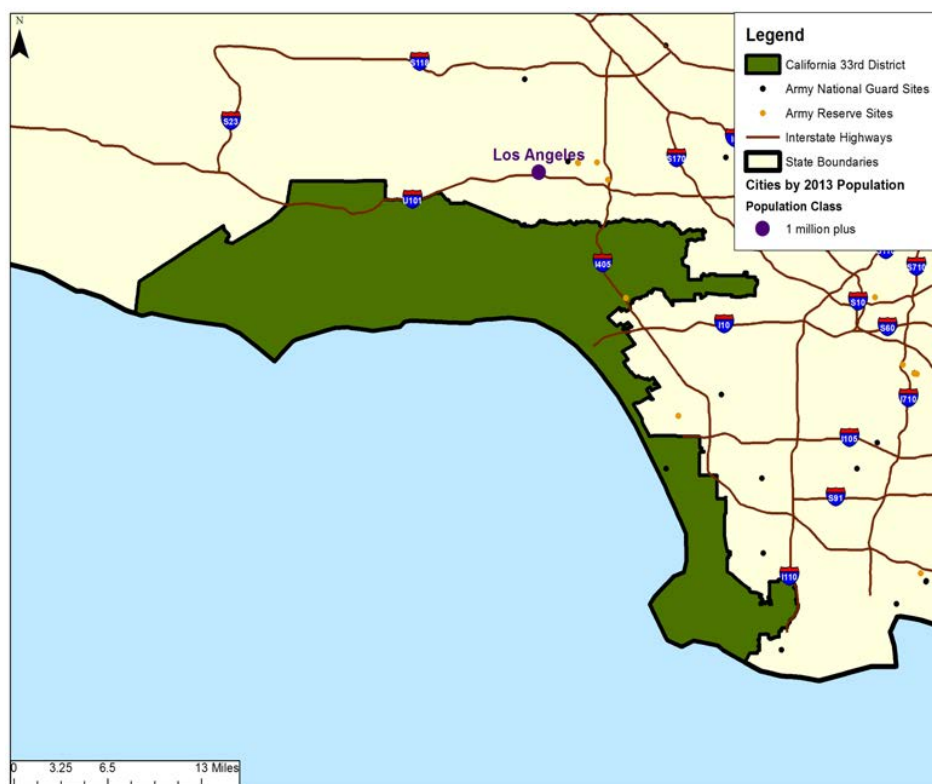 N
Legend
California 33rd District
Army National Guard Sites
Army Reserve Sites
Interstate Highways
State Boundaries
Cities by 2013 Population
Population Class
1 million plus
S118
S23
S170
Los Angeles
U101
I405
S710
S10
I10
S60
I710
I105
S91
I110
0 3.25 6.5 13 Miles